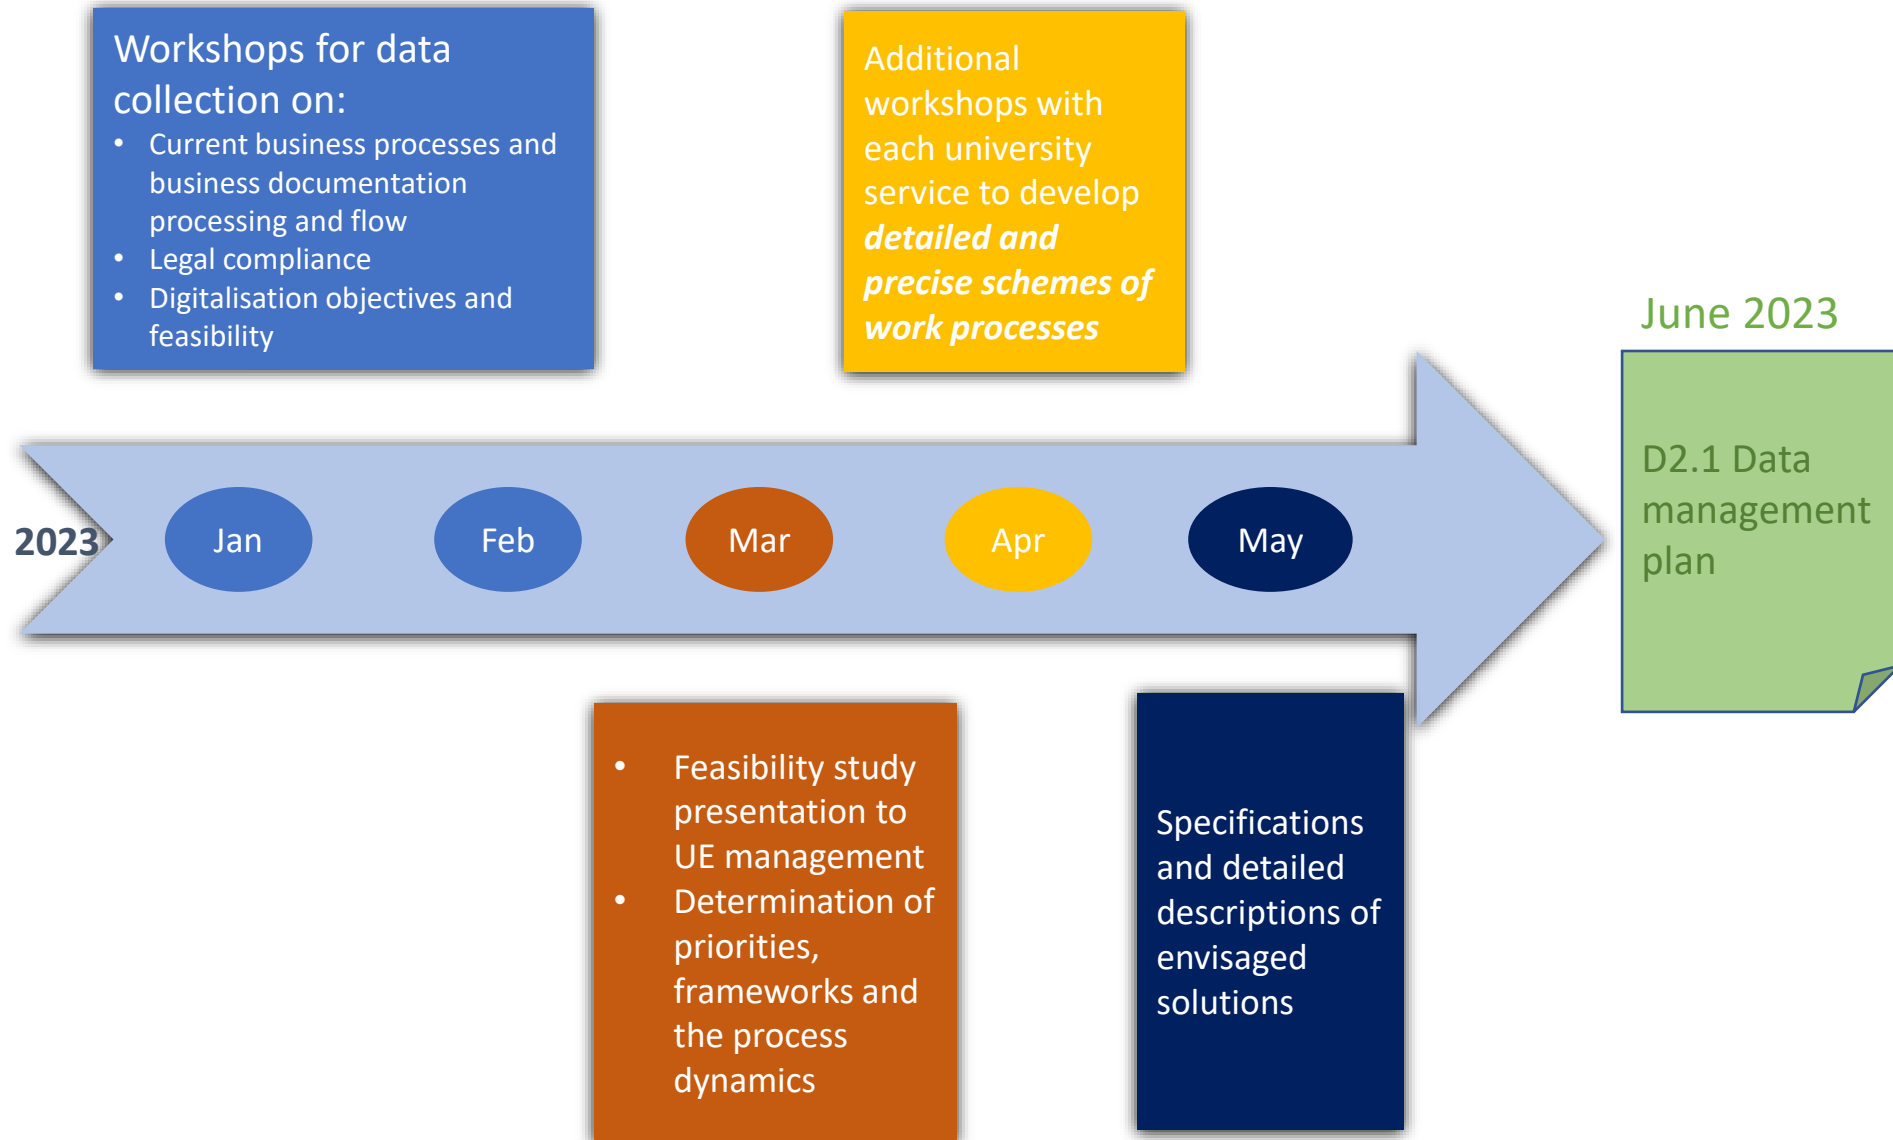 Workshops for data
collection on:
• Current business processes and
business documentation
processing and flow
• Legal compliance
• Digitalisation objectives and
feasibility
Additional
workshops with
each university
service to develop
detailed and
precise schemes of
work processes
June 2023
D2.1 Data
management
plan
2023
Jan
Feb
Mar
Apr
May
• Feasibility study
presentation to
UE management
• Determination of
priorities,
frameworks and
the process
dynamics
Specifications
and detailed
descriptions of
envisaged
solutions